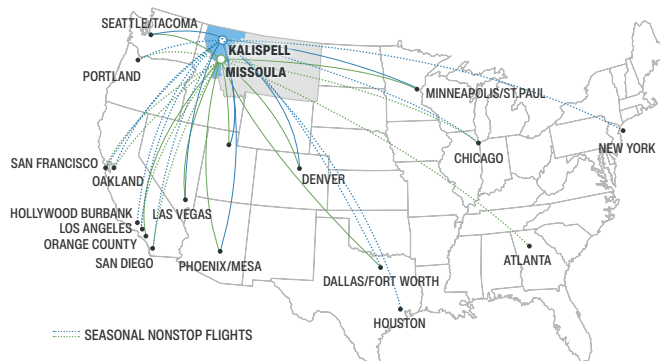 SEATTLE/TACOMA
KALISPELL
MISSOULA
PORTLAND
MINNEAPOLIS/ST.PAUL
NEW YORK
CHICAGO
SAN FRANCISCO
OAKLAND
DENVER
HOLLYWOOD BURBANK
LAS VEGAS
LOS ANGELES
ORANGE COUNTY
SAN DIEGO
PHOENIX/MESA
ATLANTA
DALLAS/FORT WORTH
HOUSTON
SEASONAL NONSTOP FLIGHTS